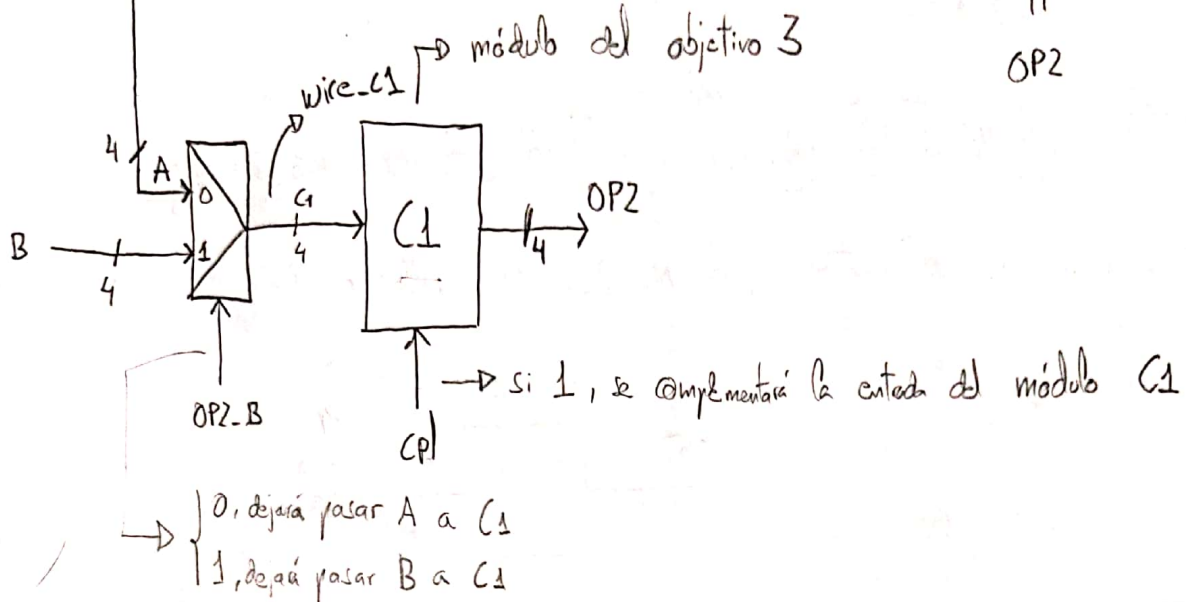 módulo del objetivo 3
OP2
wire_C1
4
A
0
C1
4
C1
OP2
4
B
4
1
OP2_B
cpl
si 1, se complementará la entrada del módulo C1
0, dejará pasar A a C1
1, dejará pasar B a C1